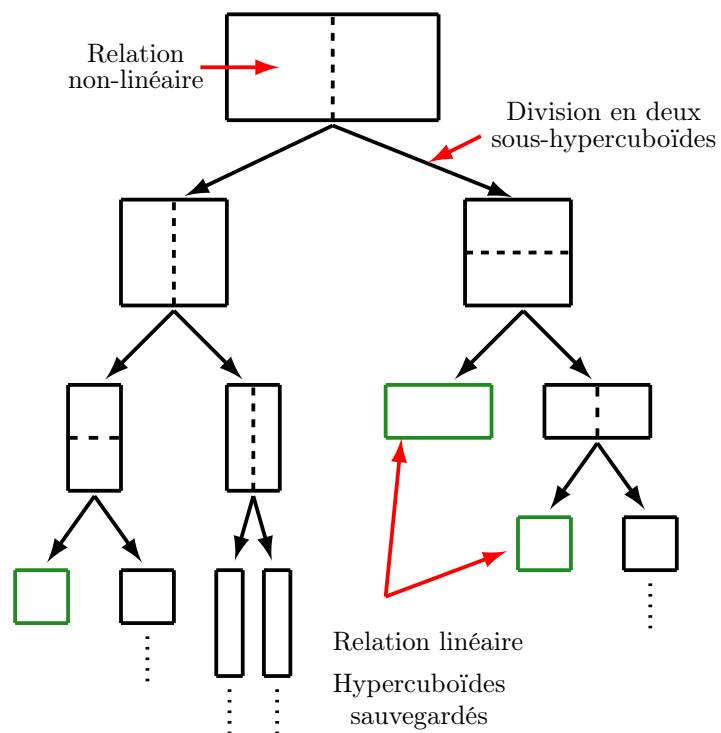 Relation
non-linéaire
Division en deux
sous-hypercuboïdes
Relation linéaire
Hypercuboïdes
sauvegardés